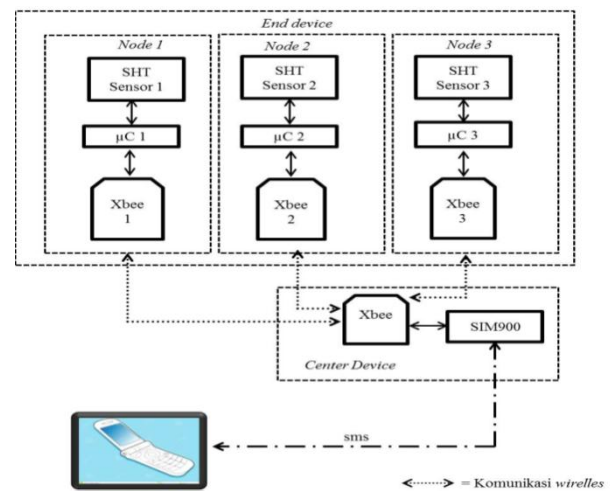 End device
Node 1
Node 2
Node 3
SHT
Sensor 1
SHT
Sensor 2
SHT
Sensor 3
µC 1
µC 2
µC 3
Xbee
1
Xbee
2
Xbee
3
Xbee
SIM900
Center Device
sms
= Komunikasi wirelles